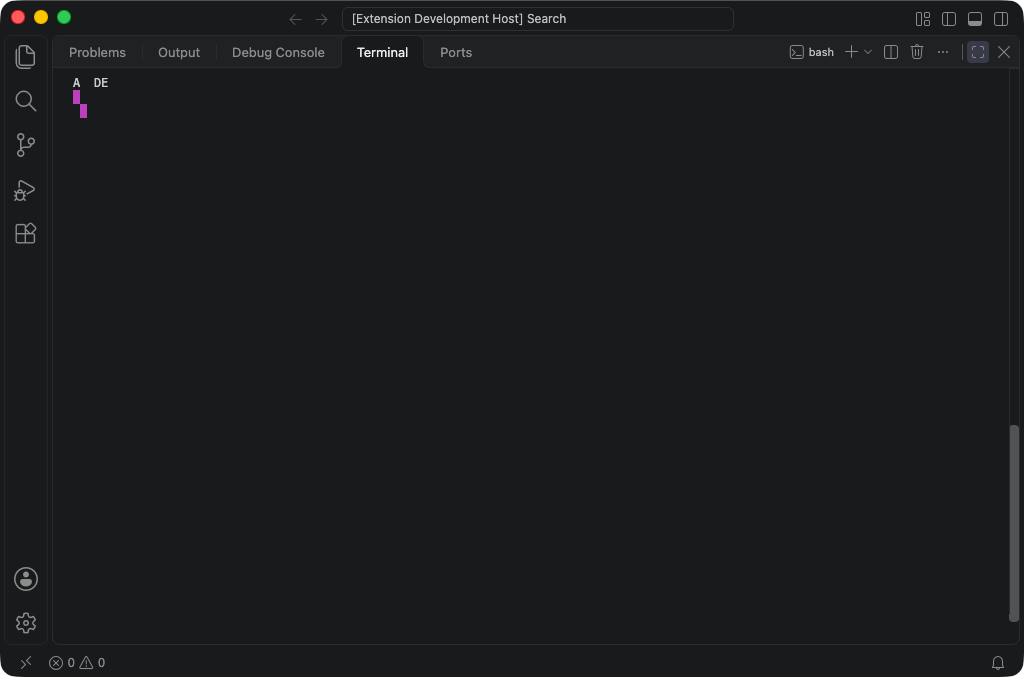 [Extension Development Host] Search
Problems Output Debug Console Terminal Ports bash
A  DE
0 0